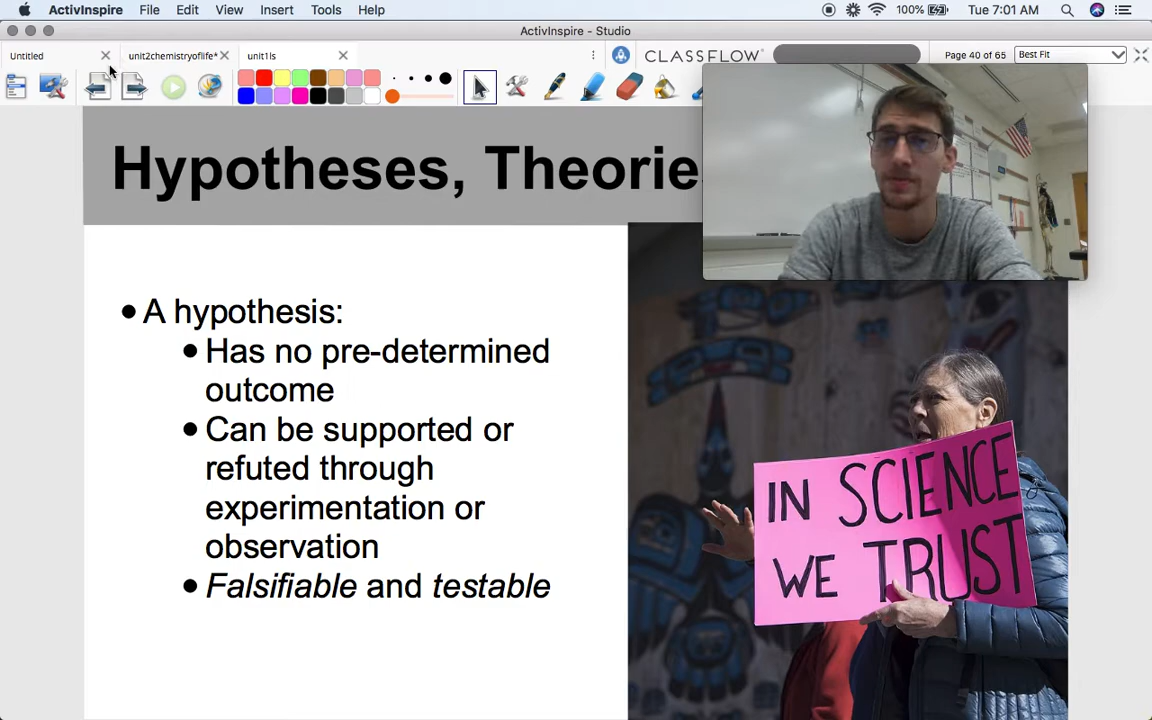 ActivInspire File Edit View Insert Tools Help 100% Tue 7:01 AM
ActivInspire - Studio
Untitled unit2chemistryoflife* unit1ls CLASSFLOW Page 40 of 65 Best Fit
Hypotheses, Theories
• A hypothesis:
• Has no pre-determined
outcome
• Can be supported or
refuted through
experimentation or
observation
• Falsifiable and testable
IN SCIENCE
WE TRUST